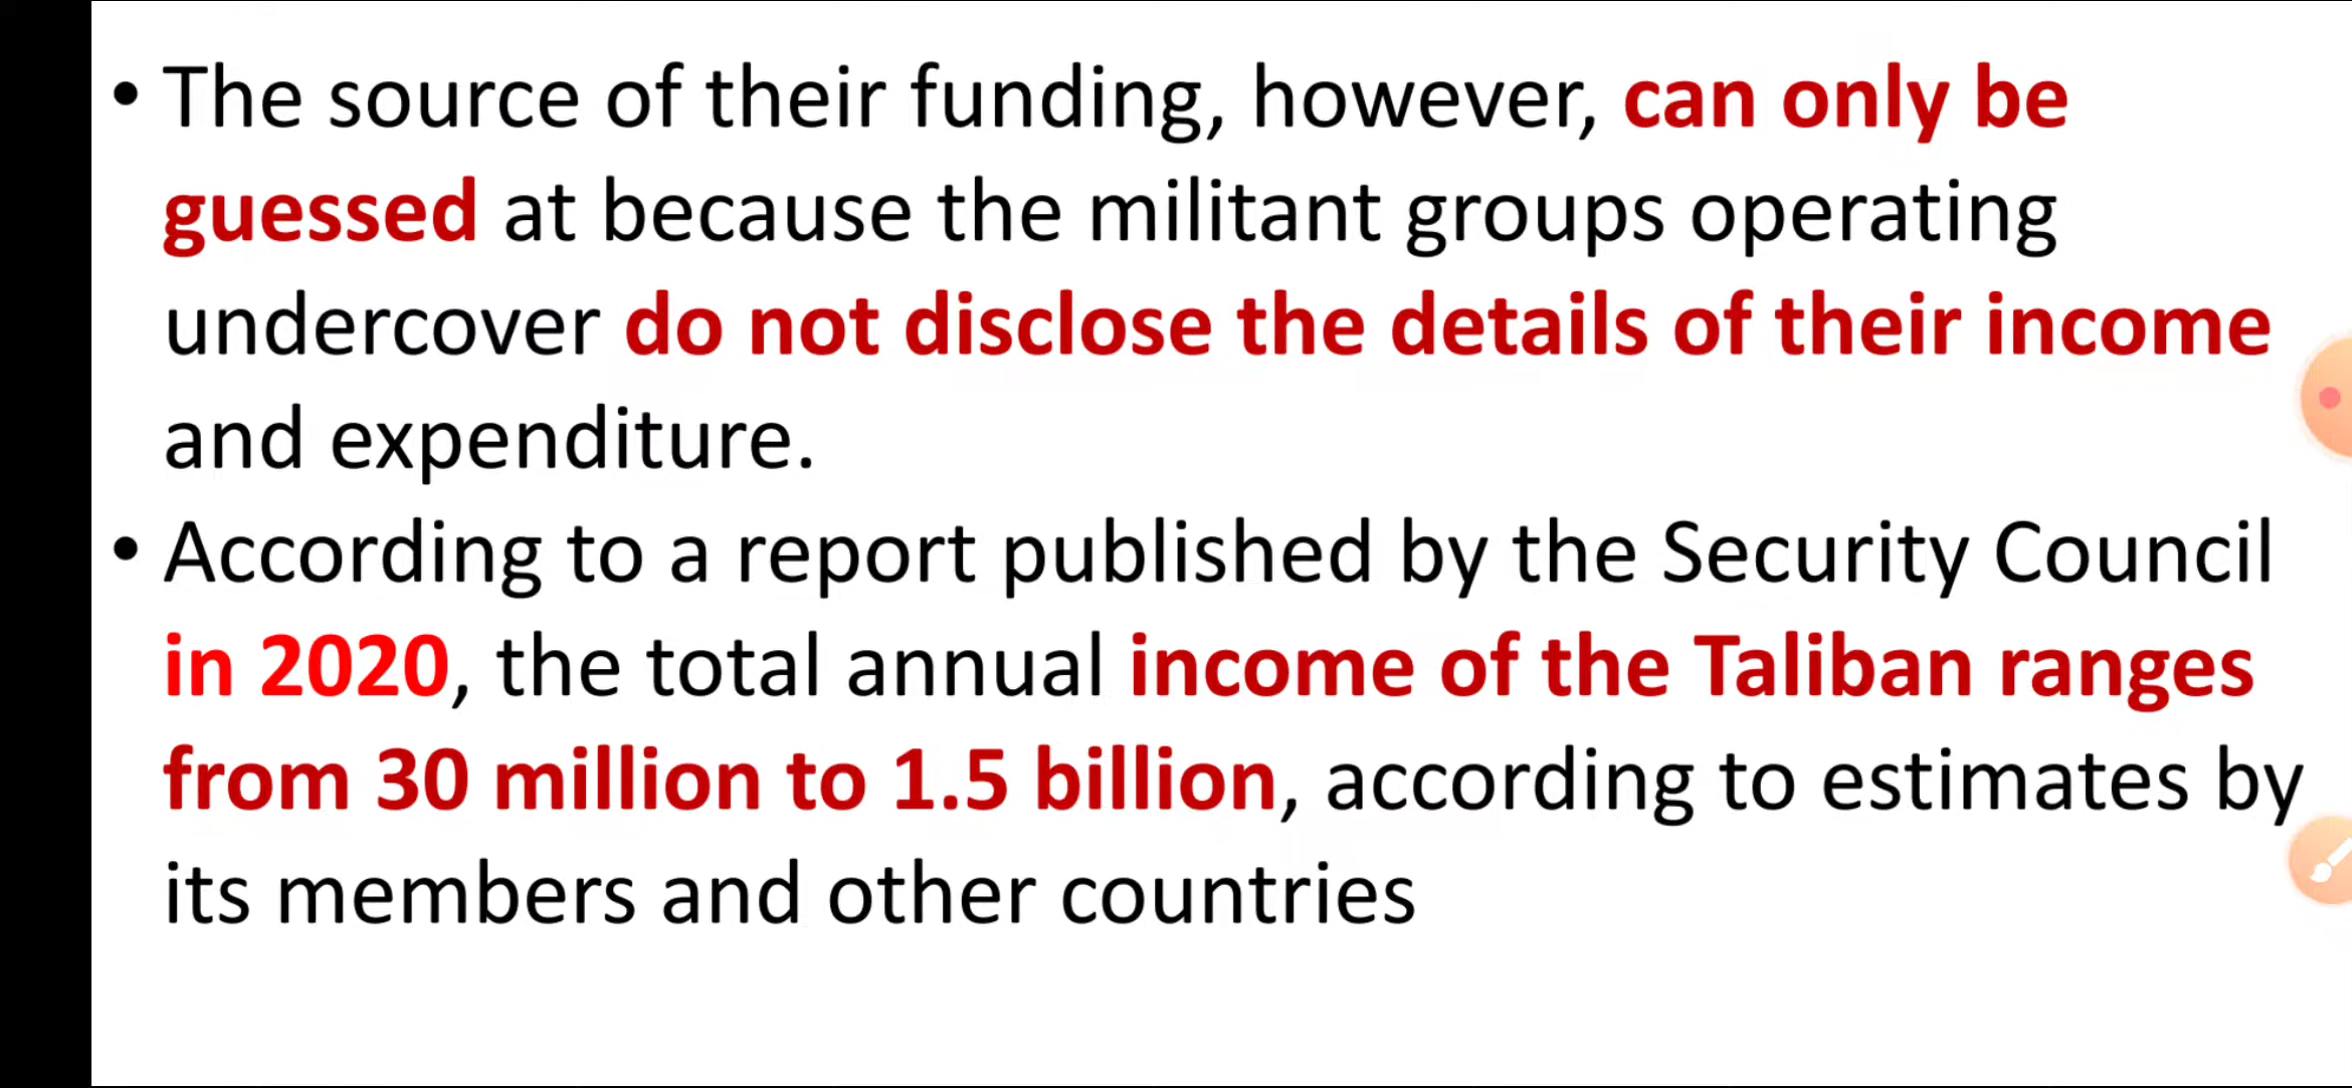 • The source of their funding, however, can only be
guessed at because the militant groups operating
undercover do not disclose the details of their income
and expenditure.
• According to a report published by the Security Council
in 2020, the total annual income of the Taliban ranges
from 30 million to 1.5 billion, according to estimates by
its members and other countries